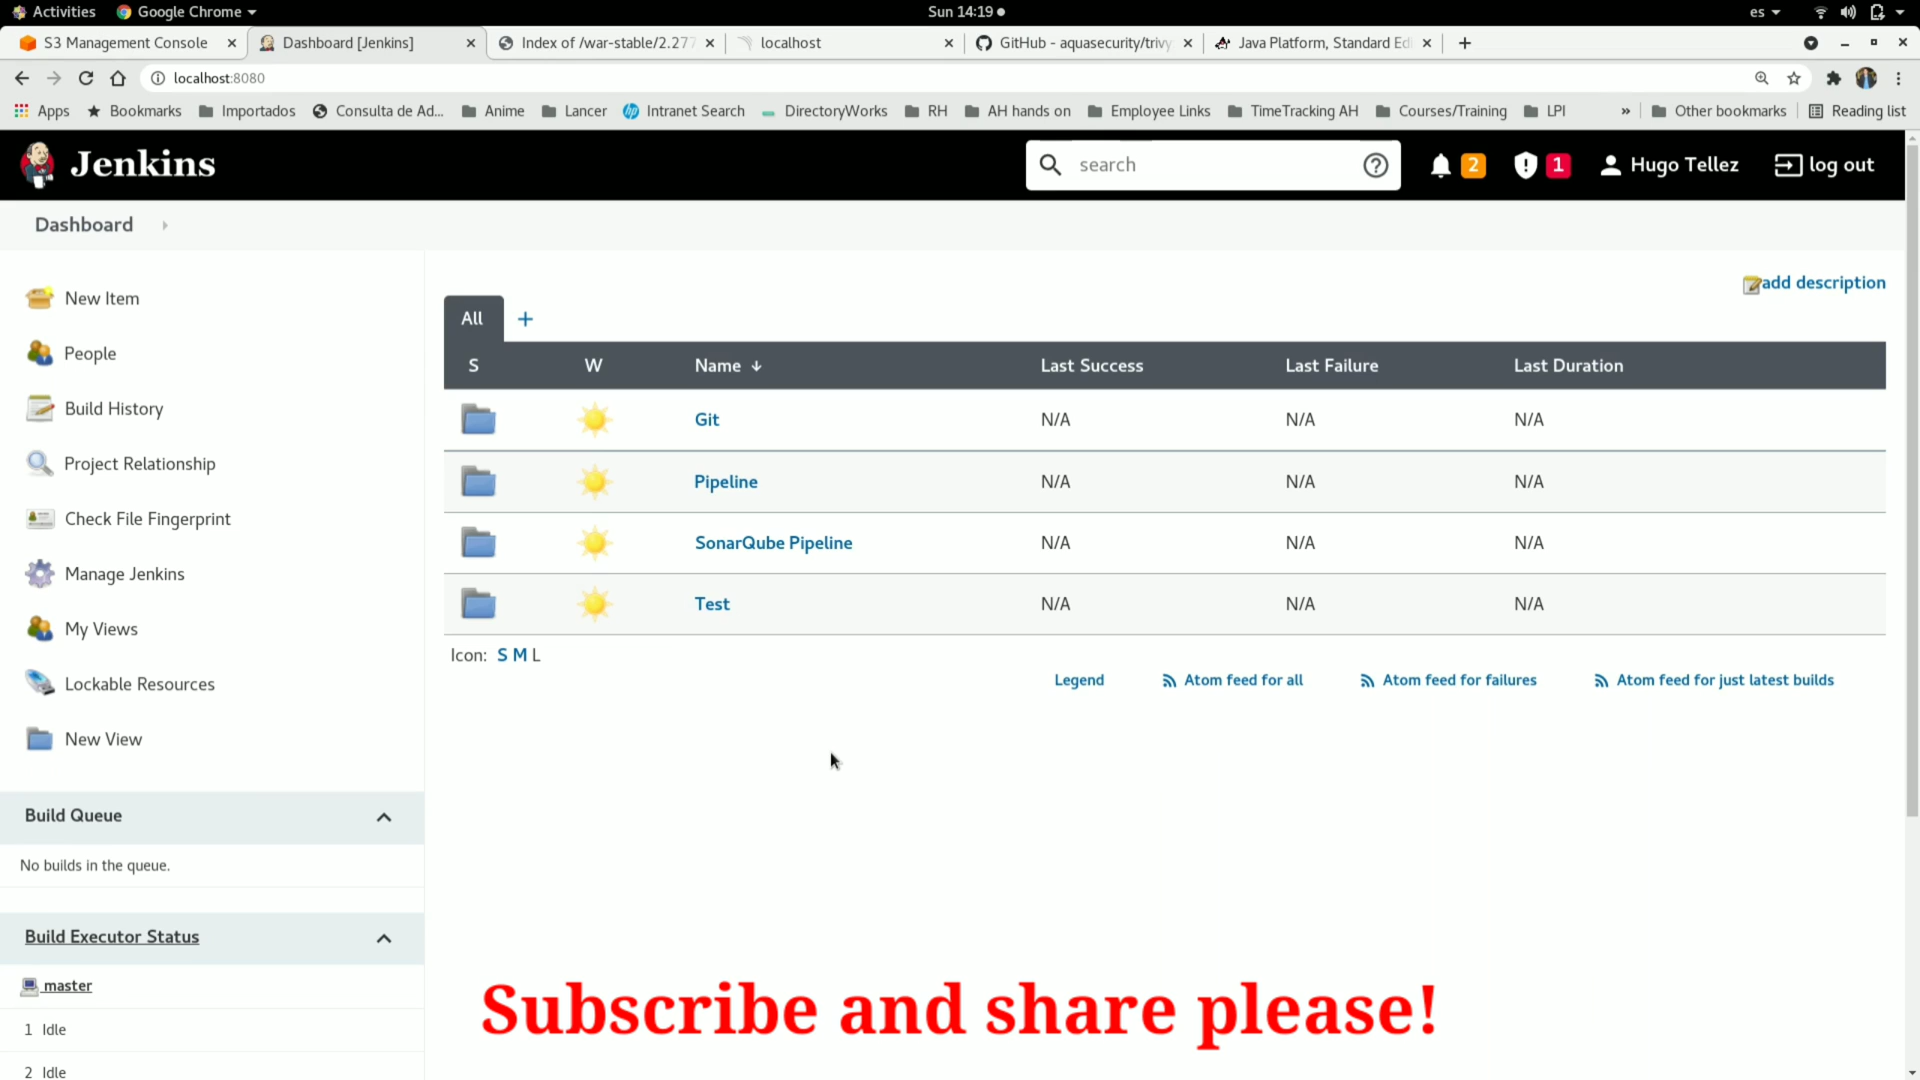 Activities Google Chrome Sun 14:19 es
S3 Management Console Dashboard [Jenkins] Index of /war-stable/2.277 localhost GitHub - aquasecurity/trivy Java Platform, Standard Edi
localhost:8080
Apps Bookmarks Importados Consulta de Ad... Anime Lancer Intranet Search DirectoryWorks RH AH hands on Employee Links TimeTracking AH Courses/Training LPI » Other bookmarks Reading list
Jenkins search 2 1 Hugo Tellez log out
Dashboard
add description
New Item
People
Build History
Project Relationship
Check File Fingerprint
Manage Jenkins
My Views
Lockable Resources
New View
All +
S W Name ↓ Last Success Last Failure Last Duration
Git N/A N/A N/A
Pipeline N/A N/A N/A
SonarQube Pipeline N/A N/A N/A
Test N/A N/A N/A
Icon: S M L
Legend Atom feed for all Atom feed for failures Atom feed for just latest builds
Build Queue
No builds in the queue.
Build Executor Status
master
1 Idle
2 Idle
Subscribe and share please!